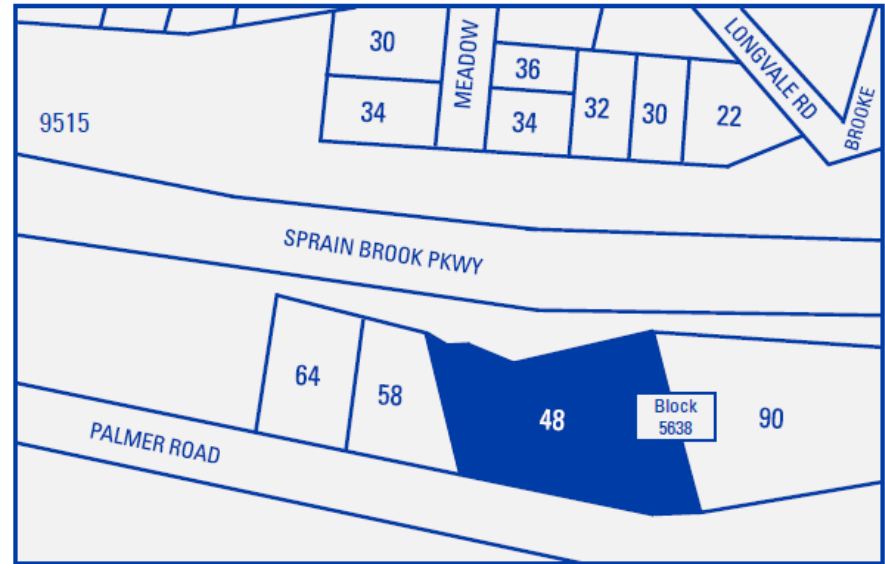 30
MEADOW
36
LONGVALE RD
9515
34
34
32
30
22
BROOKE
SPRAIN BROOK PKWY
64
58
48
Block
5638
90
PALMER ROAD